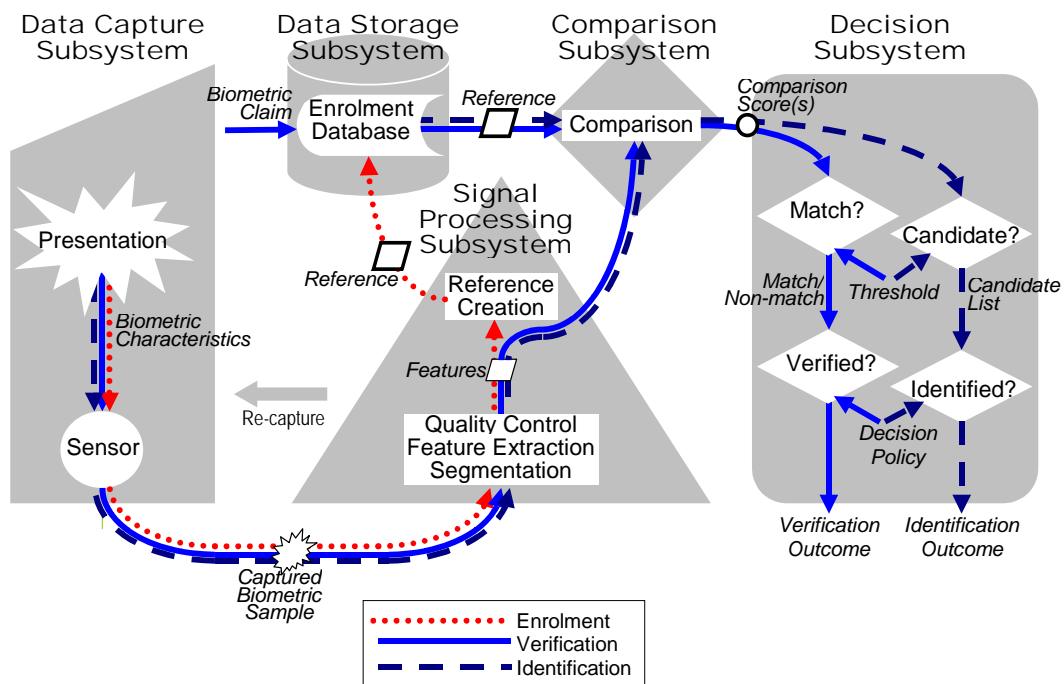 Data Capture
Subsystem
Data Storage
Subsystem
Comparison
Subsystem
Decision
Subsystem
Biometric
Claim
Enrolment
Database
Reference
Comparison
Comparison
Score(s)
Signal
Processing
Subsystem
Presentation
Match?
Candidate?
Reference
Reference
Creation
Match/
Non-match
Threshold
Candidate
List
Biometric
Characteristics
Features
Verified?
Identified?
Re-capture
Sensor
Quality Control
Feature Extraction
Segmentation
Decision
Policy
Verification
Outcome
Identification
Outcome
Captured
Biometric
Sample
Enrolment
Verification
Identification